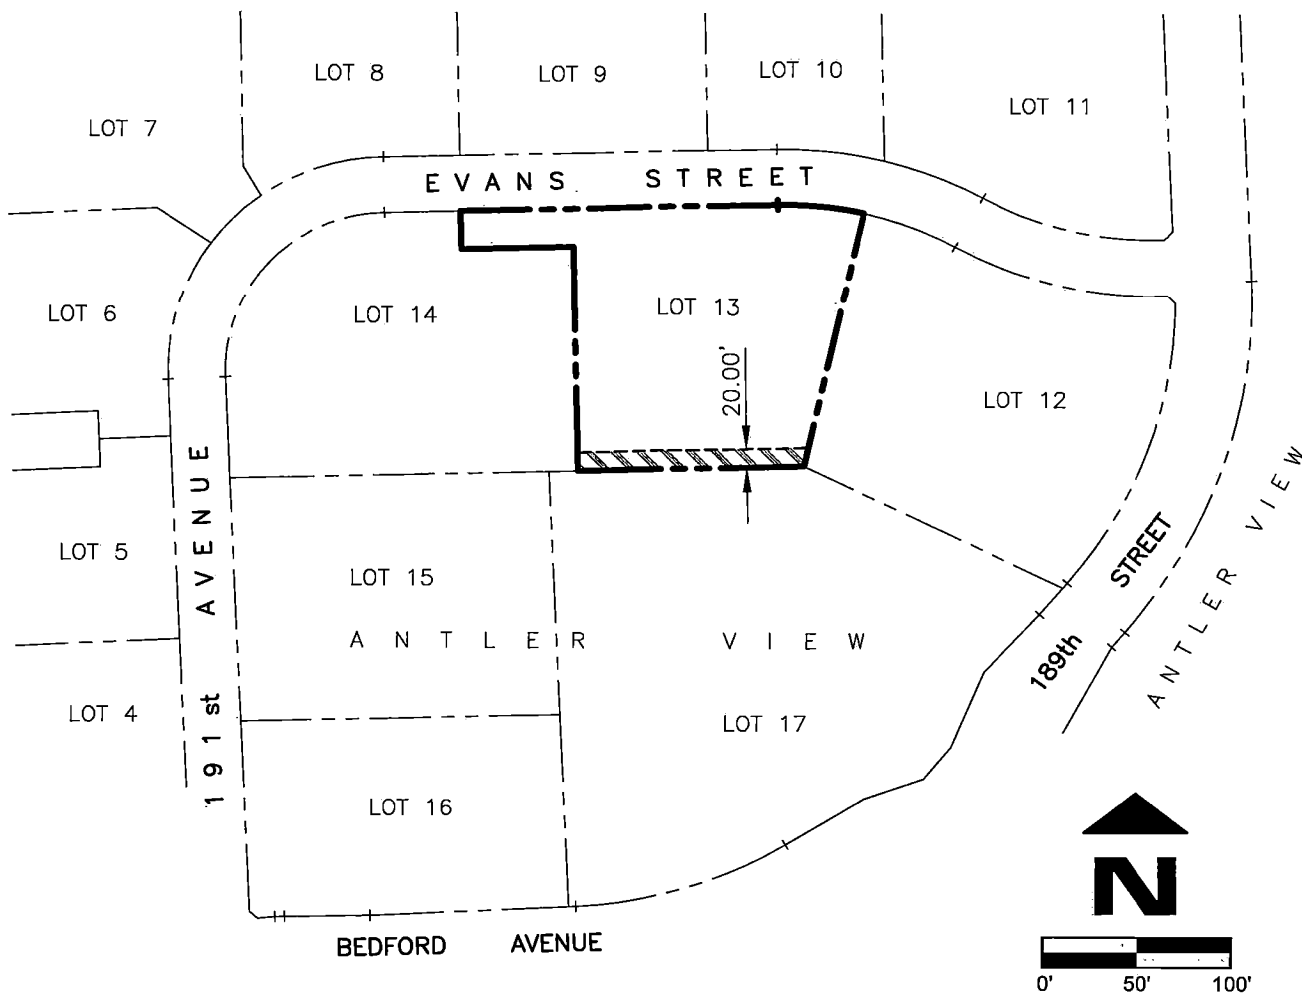 LOT 8
LOT 9
LOT 10
LOT 11
LOT 7
EVANS STREET
LOT 6
LOT 14
LOT 13
20.00'
LOT 12
191st AVENUE
LOT 5
LOT 15
189th STREET
ANTLER VIEW
ANTLER VIEW
LOT 4
LOT 17
LOT 16
BEDFORD AVENUE
N
0' 50' 100'